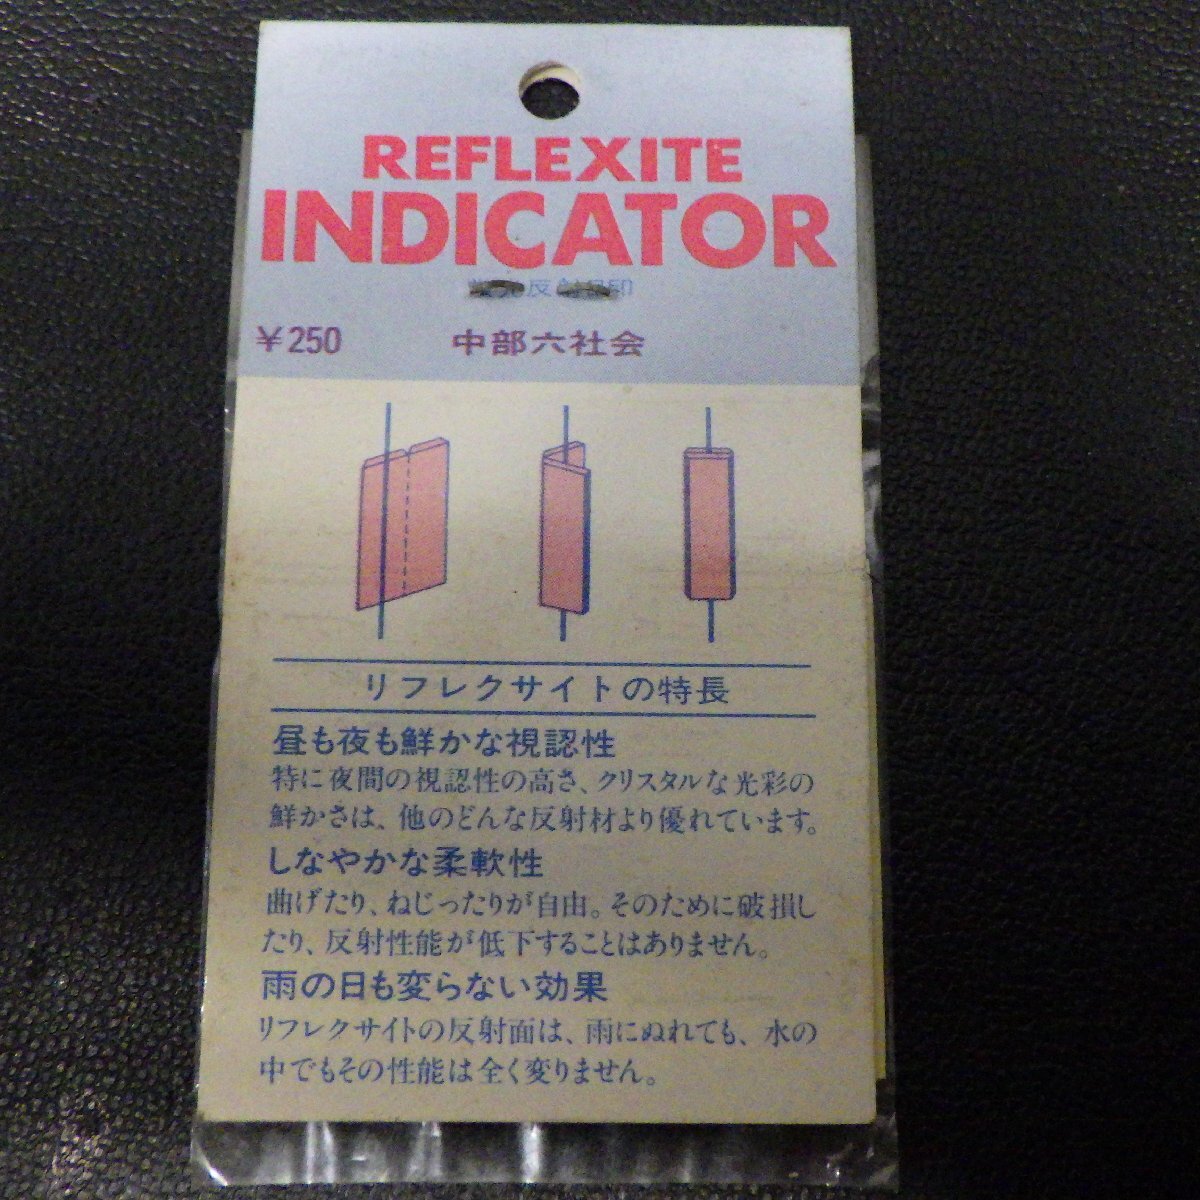 REFLEXITE
INDICATOR
反射目印
¥250 中部六社会
リフレクサイトの特長
昼も夜も鮮かな視認性
特に夜間の視認性の高さ、クリスタルな光彩の
鮮かさは、他のどんな反射材より優れています。
しなやかな柔軟性
曲げたり、ねじったりが自由。そのために破損し
たり、反射性能が低下することはありません。
雨の日も変らない効果
リフレクサイトの反射面は、雨にぬれても、水の
中でもその性能は全く変りません。